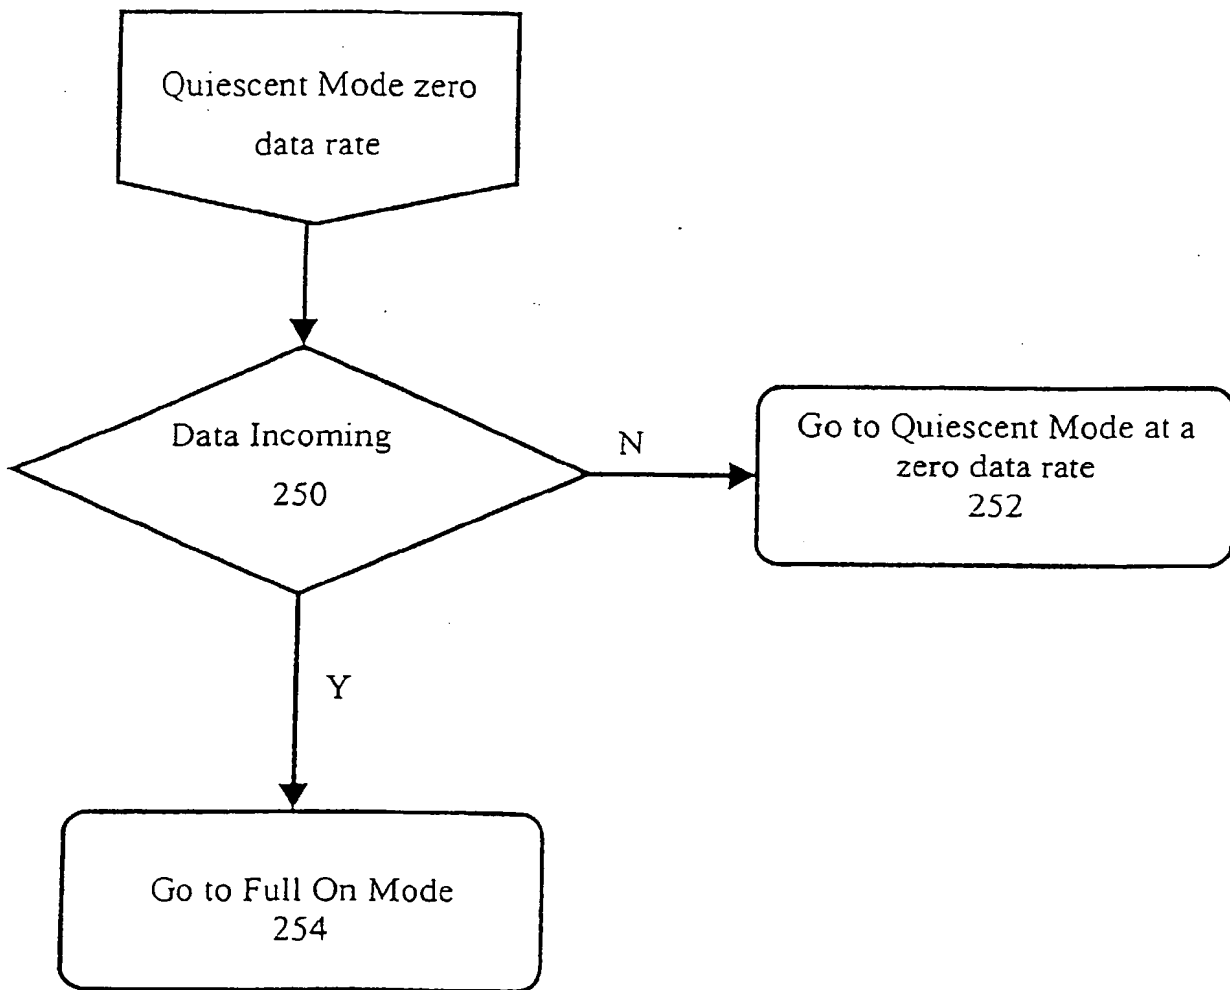 Quiescent Mode zero
data rate
Data Incoming
250
N
Go to Quiescent Mode at a
zero data rate
252
Y
Go to Full On Mode
254